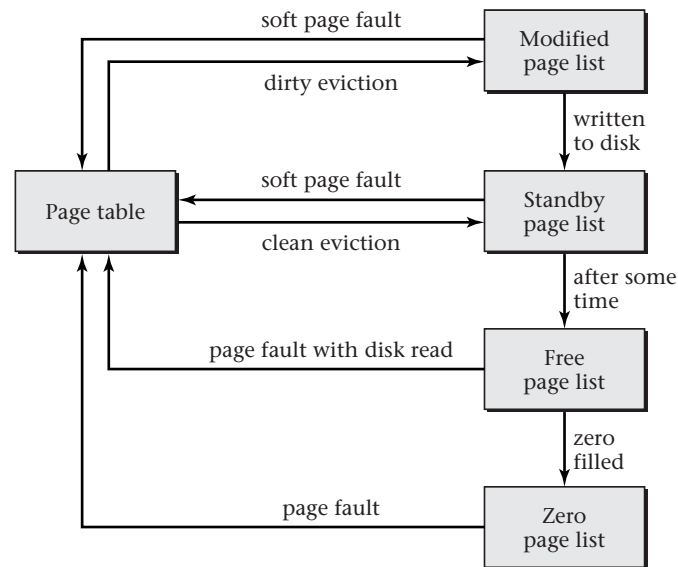 soft page fault
Modified
page list
dirty eviction
written
to disk
soft page fault
Page table
Standby
page list
clean eviction
after some
time
page fault with disk read
Free
page list
zero
filled
page fault
Zero
page list